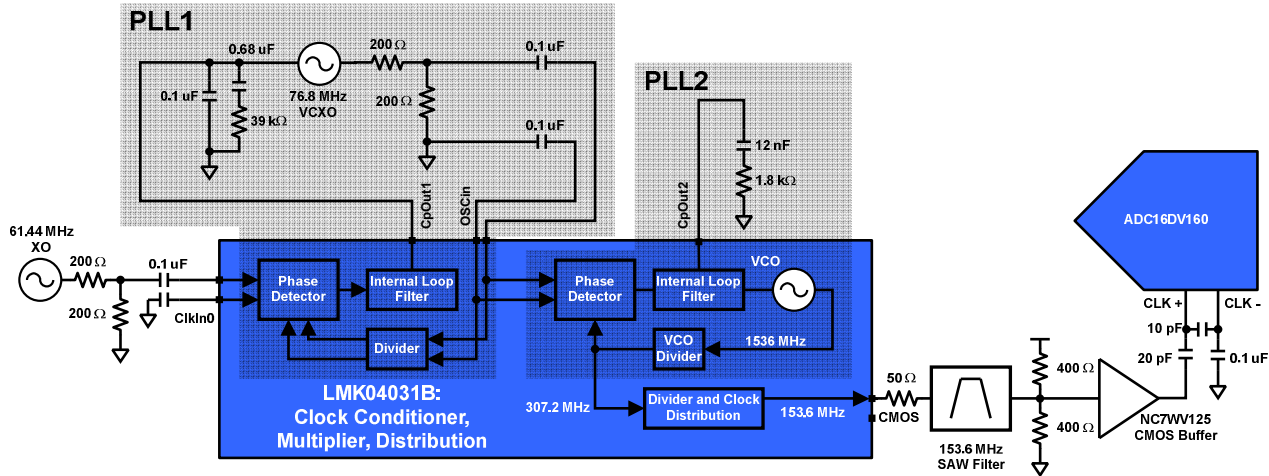 PLL1
0.68 uF
0.1 uF
39 kΩ
76.8 MHz
VCXO
200 Ω
200 Ω
0.1 uF
0.1 uF
CpOut1
OSCin
PLL2
12 nF
1.8 kΩ
CpOut2
61.44 MHz
XO
200 Ω
200 Ω
0.1 uF
ClkIn0
Phase
Detector
Internal Loop
Filter
Divider
Phase
Detector
Internal Loop
Filter
VCO
VCO
Divider
1536 MHz
307.2 MHz
Divider and Clock
Distribution
153.6 MHz
LMK04031B:
Clock Conditioner,
Multiplier, Distribution
CMOS
50 Ω
153.6 MHz
SAW Filter
400 Ω
400 Ω
NC7WV125
CMOS Buffer
ADC16DV160
CLK +
CLK -
10 pF
20 pF
0.1 uF